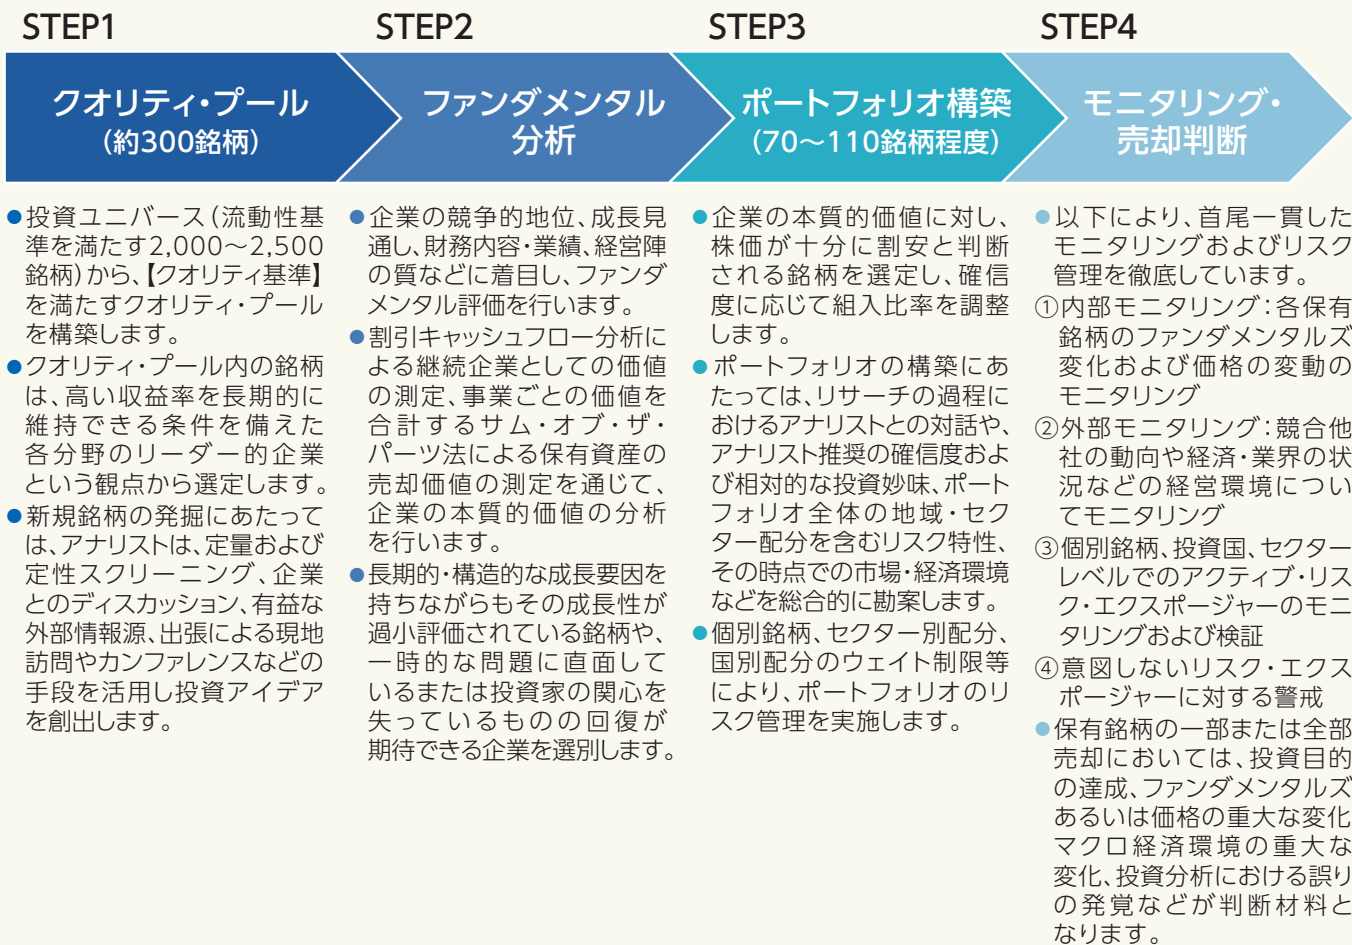 STEP1
クオリティ・プール
(約300銘柄)
●投資ユニバース(流動性基
準を満たす2,000～2,500
銘柄)から、【クオリティ基準】
を満たすクオリティ・プール
を構築します。
●クオリティ・プール内の銘柄
は、高い収益率を長期的に
維持できる条件を備えた
各分野のリーダー的企業
という観点から選定します。
●新規銘柄の発掘にあたって
は、アナリストは、定量および
定性スクリーニング、企業
とのディスカッション、有益な
外部情報源、出張による現地
訪問やカンファレンスなどの
手段を活用し投資アイデア
を創出します。
STEP2
ファンダメンタル
分析
●企業の競争的地位、成長見
通し、財務内容・業績、経営陣
の質などに着目し、ファンダ
メンタル評価を行います。
●割引キャッシュフロー分析に
よる継続企業としての価値
の測定、事業ごとの価値を
合計するサム・オブ・ザ・
パーツ法による保有資産の
売却価値の測定を通じて、
企業の本質的価値の分析
を行います。
●長期的・構造的な成長要因を
持ちながらもその成長性が
過小評価されている銘柄や、
一時的な問題に直面して
いるまたは投資家の関心を
失っているものの回復が
期待できる企業を選別します。
STEP3
ポートフォリオ構築
(70～110銘柄程度)
●企業の本質的価値に対し、
株価が十分に割安と判断
される銘柄を選定し、確信
度に応じて組入比率を調整
します。
●ポートフォリオの構築にあ
たっては、リサーチの過程に
おけるアナリストとの対話や、
アナリスト推奨の確信度およ
び相対的な投資妙味、ポート
フォリオ全体の地域・セク
ター配分を含むリスク特性、
その時点での市場・経済環境
などを総合的に勘案します。
●個別銘柄、セクター別配分、
国別配分のウェイト制限等
により、ポートフォリオのリ
スク管理を実施します。
STEP4
モニタリング・
売却判断
●以下により、首尾一貫した
モニタリングおよびリスク
管理を徹底しています。
①内部モニタリング：各保有
銘柄のファンダメンタルズ
変化および価格の変動の
モニタリング
②外部モニタリング：競合他
社の動向や経済・業界の状
況などの経営環境につい
てモニタリング
③個別銘柄、投資国、セクター
レベルでのアクティブ・リス
ク・エクスポージャーのモニ
タリングおよび検証
④意図しないリスク・エクス
ポージャーに対する警戒
●保有銘柄の一部または全部
売却においては、投資目的
の達成、ファンダメンタルズ
あるいは価格の重大な変化
マクロ経済環境の重大な
変化、投資分析における誤り
の発覚などが判断材料と
なります。